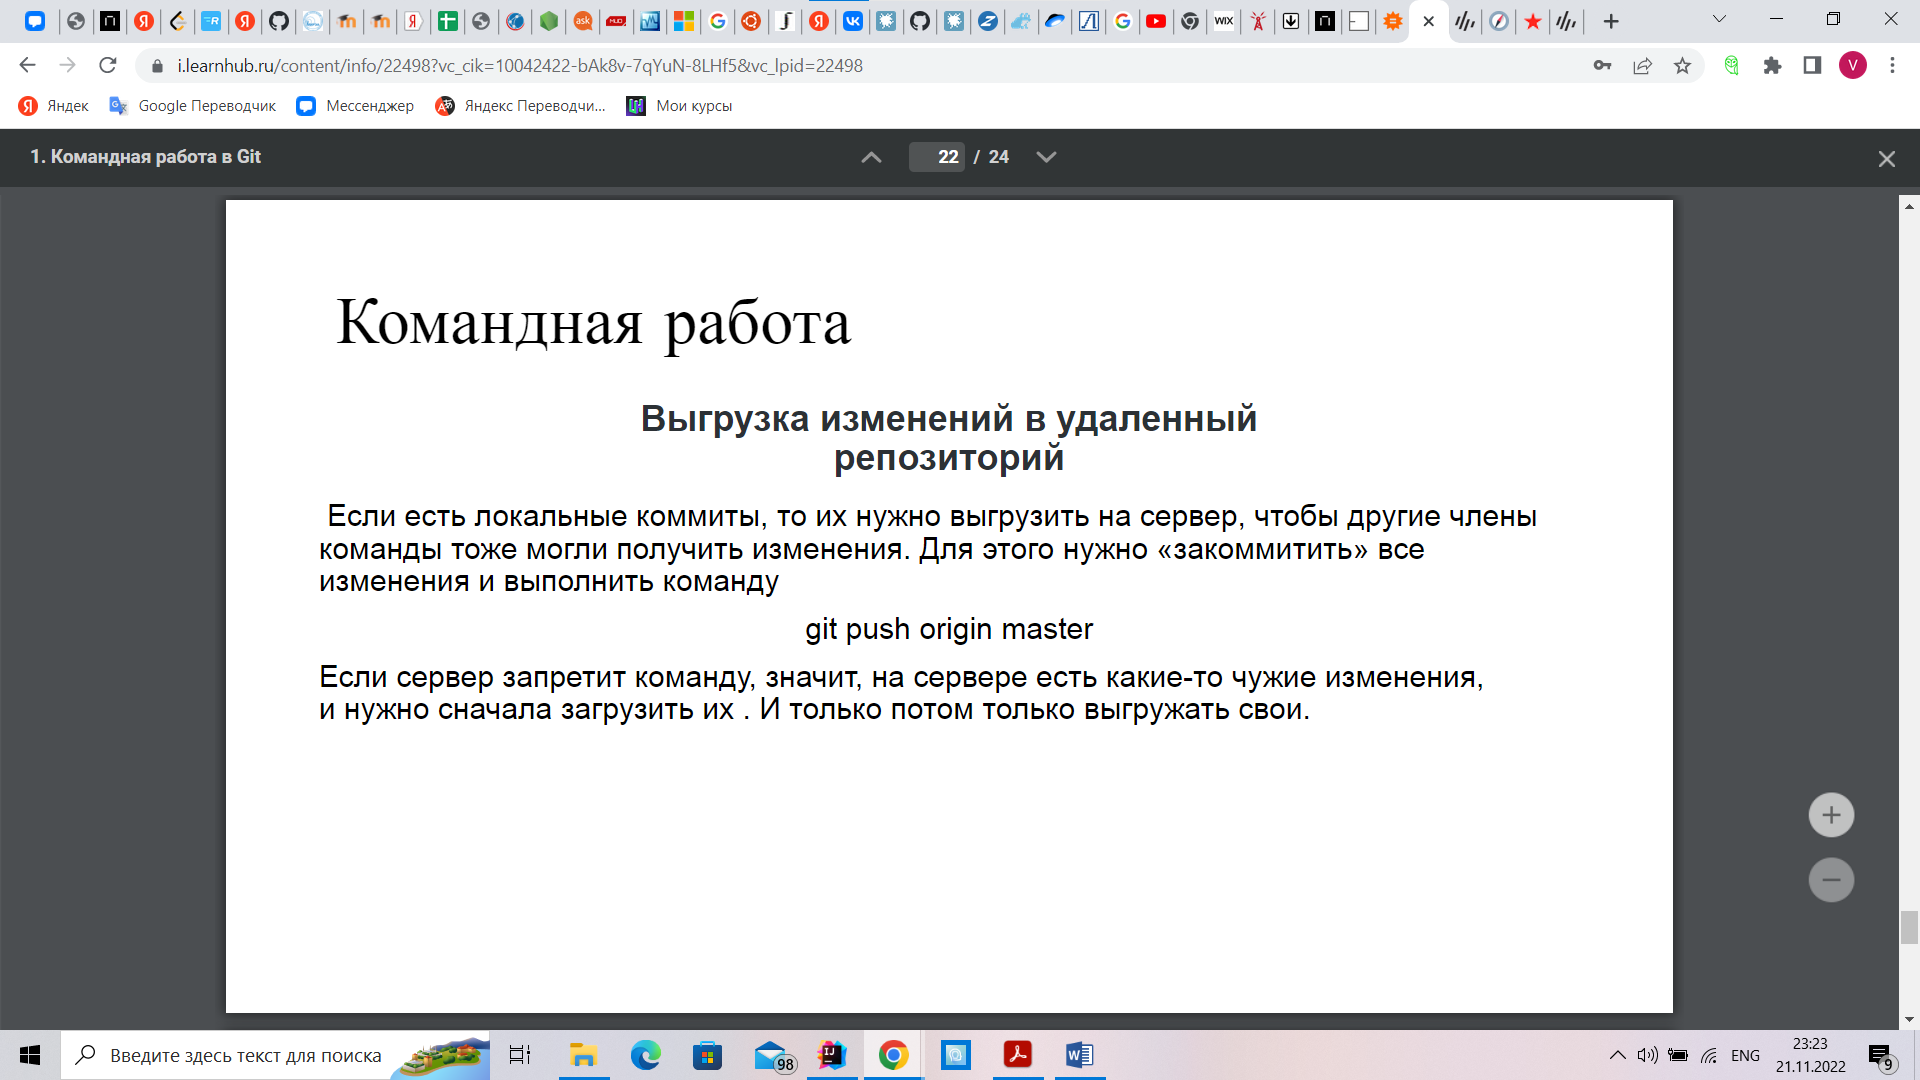 ask
WIX
i.learnhub.ru/content/info/22498?vc_cik=10042422-bAk8v-7qYuN-8LHf5&vc_lpid=22498
V
Яндек
Google Переводчик
Мессенджер
Яндекс Переводчи...
Мои курсы
1. Командная работа в Git
22 / 24
Командная работа
Выгрузка изменений в удаленный
репозиторий
Если есть локальные коммиты, то их нужно выгрузить на сервер, чтобы другие члены
команды тоже могли получить изменения. Для этого нужно «закоммитить» все
изменения и выполнить команду
git push origin master
Если сервер запретит команду, значит, на сервере есть какие-то чужие изменения,
и нужно сначала загрузить их . И только потом только выгружать свои.
Введите здесь текст для поиска
98
ENG
23:23
21.11.2022
9